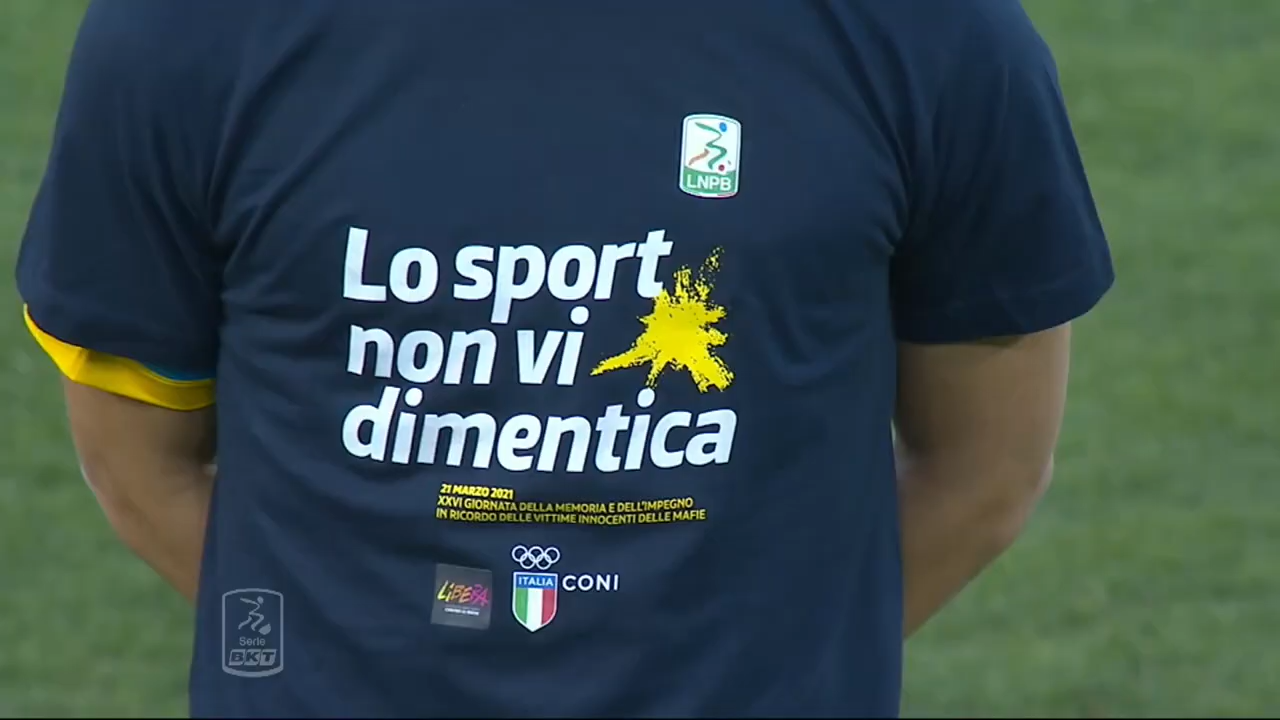 LNPB
Lo sport
non vi
dimentica
21 MARZO 2021
XXVI GIORNATA DELLA MEMORIA E DELL'IMPEGNO
IN RICORDO DELLE VITTIME INNOCENTI DELLE MAFIE
LiBERA
ITALIA
CONI
Serie
BKT